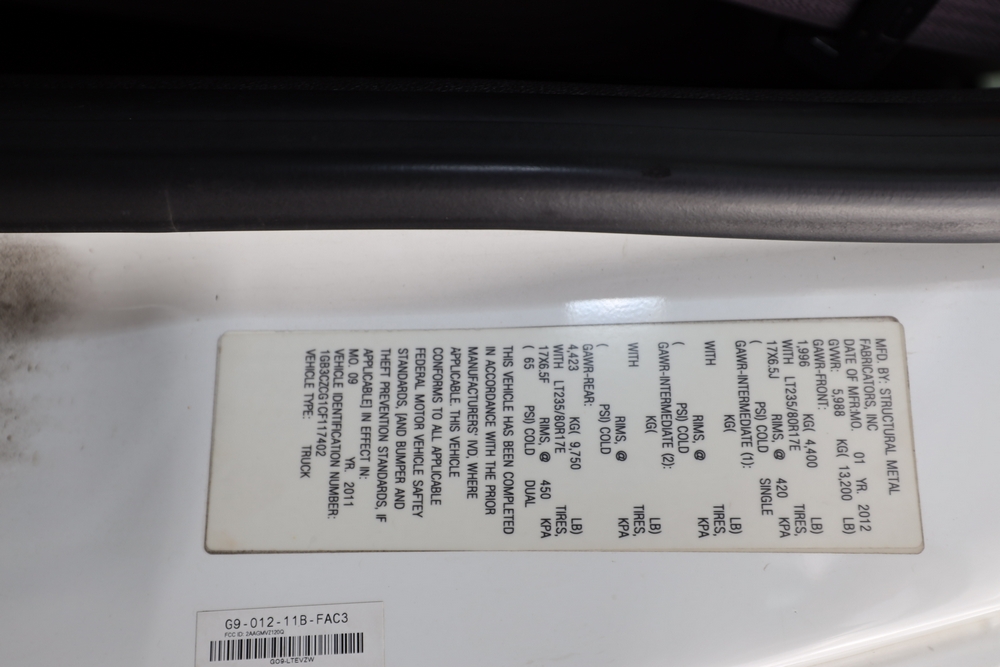 MFD. BY: STRUCTURAL METAL
FABRICATORS, INC
DATE OF MFR:MO. 01 YR. 2012
GVWR: 5,988 KG( 13,200 LB)
GAWR-FRONT:
1,996 KG( 4,400 LB)
WITH LT235/80R17E TIRES,
17X6.5J RIMS, @ 420 KPA
( PSI) COLD SINGLE
GAWR-INTERMEDIATE (1):
KG( LB)
WITH TIRES,
RIMS, @ KPA
( PSI) COLD
GAWR-INTERMEDIATE (2):
KG( LB)
WITH TIRES,
RIMS, @ KPA
( PSI) COLD
GAWR-REAR:
4,423 KG( 9,750 LB)
WITH LT235/80R17E TIRES,
17X6.5F RIMS, @ 450 KPA
( 65 PSI) COLD DUAL
THIS VEHICLE HAS BEEN COMPLETED
IN ACCORDANCE WITH THE PRIOR
MANUFACTURERS IVD, WHERE
APPLICABLE. THIS VEHICLE
CONFORMS TO ALL APPLICABLE
FEDERAL MOTOR VEHICLE SAFTEY
STANDARDS, [AND BUMPER AND
THEFT PREVENTION STANDARDS, IF
APPLICABLE] IN EFFECT IN:
MO. 09 YR. 2011
VEHICLE IDENTIFICATION NUMBER:
1GB3CZCG1CF117402
VEHICLE TYPE: TRUCK
G9-012-11B-FAC3
FCC ID: 2AAGMVZ120Q
GO9-LTEVZW